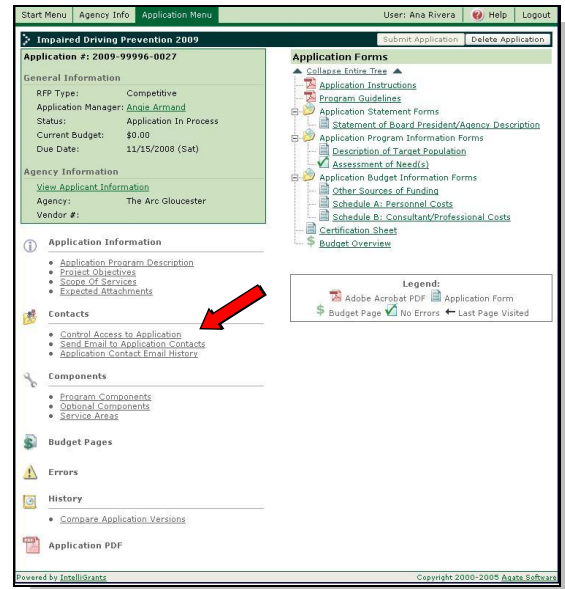 Start Menu Agency Info Application Menu User: Ana Rivera Help Logout
Impaired Driving Prevention 2009 Submit Application Delete Application
Application #: 2009-99996-0027
General Information
RFP Type: Competitive
Application Manager: Angie Armand
Status: Application In Process
Current Budget: $0.00
Due Date: 11/15/2008 (Sat)
Agency Information
View Applicant Information
Agency: The Arc Gloucester
Vendor #:
Application Information
Application Program Description
Project Objectives
Scope Of Services
Expected Attachments
Contacts
Control Access to Application
Send Email to Application Contacts
Application Contact Email History
Components
Program Components
Optional Components
Service Areas
Budget Pages
Errors
History
Compare Application Versions
Application PDF
Application Forms
Collapse Entire Tree
Application Instructions
Program Guidelines
Application Statement Forms
Statement of Board President/Agency Description
Application Program Information Forms
Description of Target Population
Assessment of Need(s)
Application Budget Information Forms
Other Sources of Funding
Schedule A: Personnel Costs
Schedule B: Consultant/Professional Costs
Certification Sheet
$ Budget Overview
Legend:
Adobe Acrobat PDF Application Form
$ Budget Page No Errors Last Page Visited
Powered by IntelliGrants Copyright 2000-2005 Agate Software